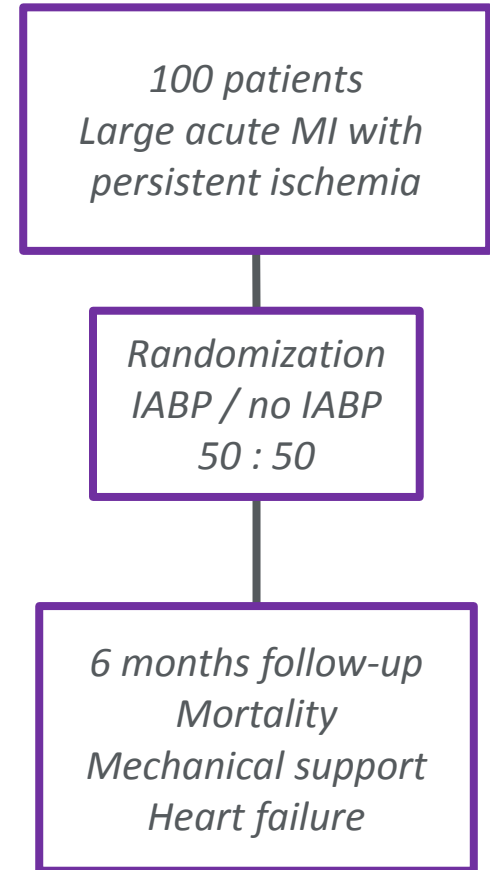 100 patients
Large acute MI with
persistent ischemia
Randomization
IABP / no IABP
50 : 50
6 months follow-up
Mortality
Mechanical support
Heart failure